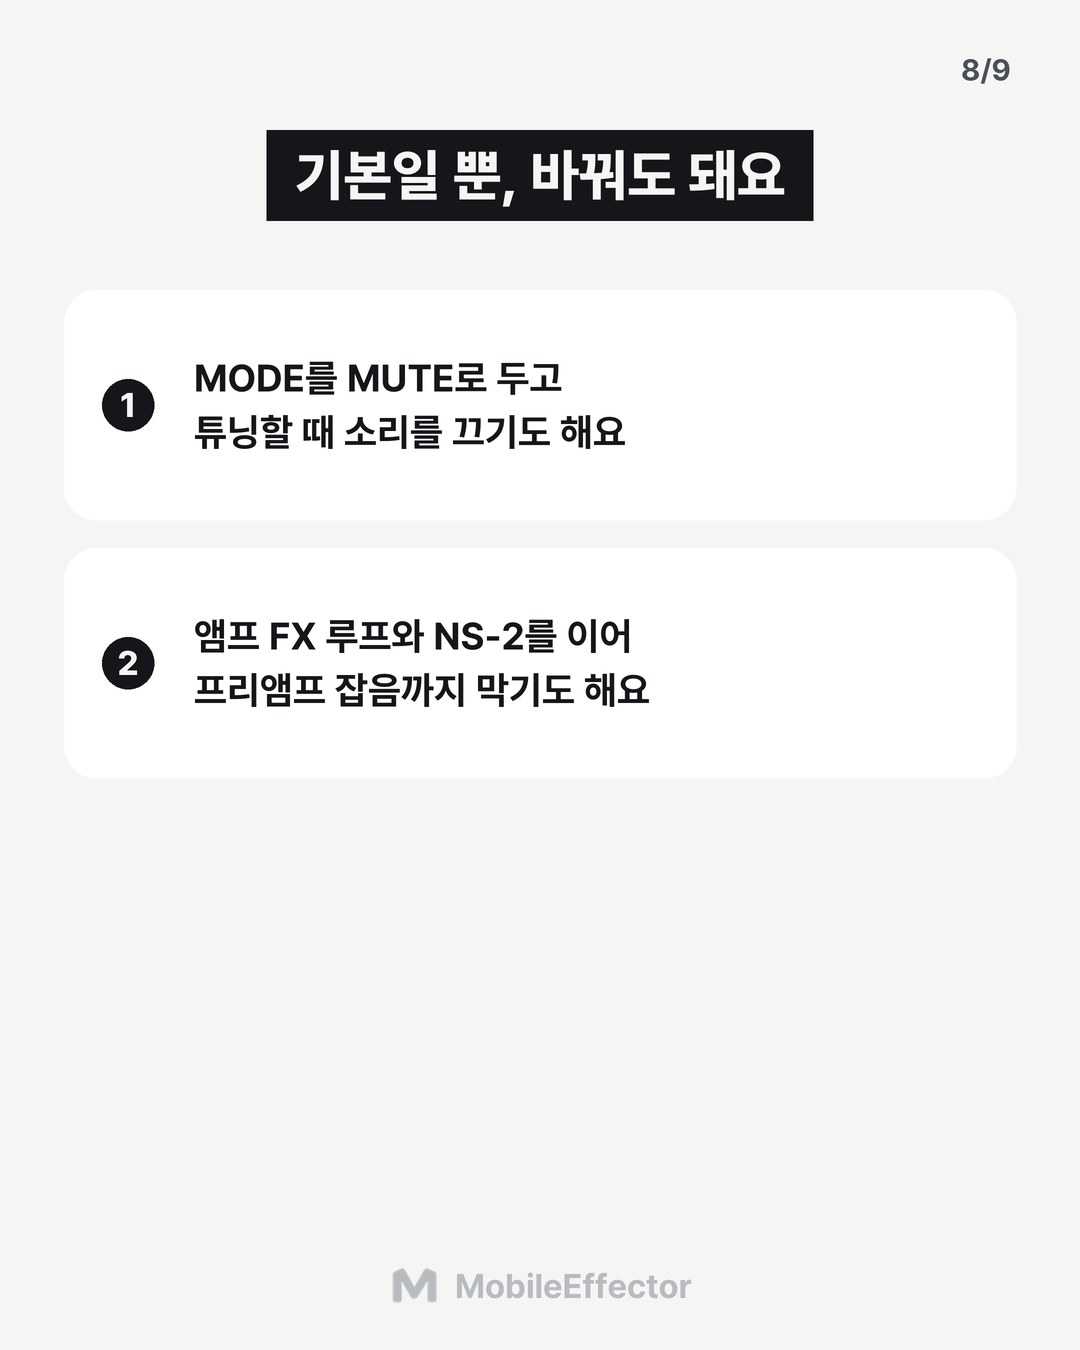 8/9
기본일 뿐, 바꿔도 돼요
1
MODE를 MUTE로 두고
튜닝할 때 소리를 끄기도 해요
2
앰프 FX 루프와 NS-2를 이어
프리앰프 잡음까지 막기도 해요
MobileEffector